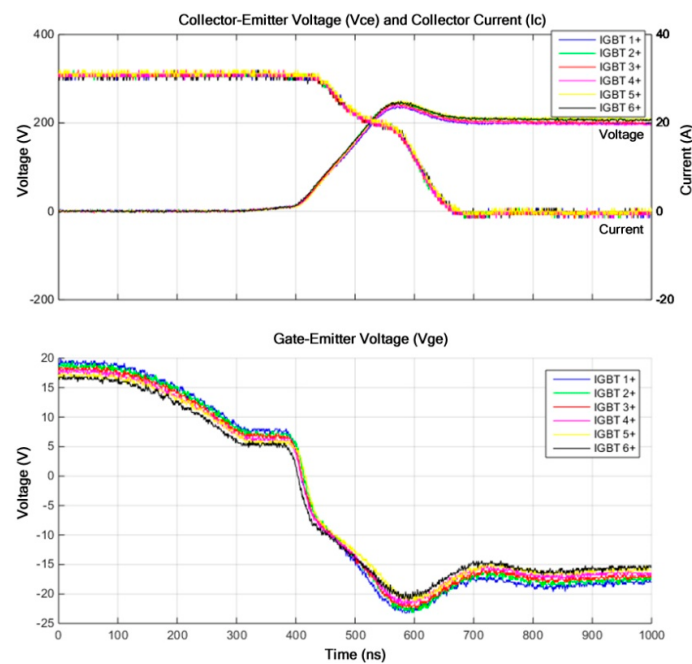 Collector-Emitter Voltage (Vce) and Collector Current (Ic)
400
200
0
-200
Voltage (V)
40
20
0
-20
Current (A)
IGBT 1+
IGBT 2+
IGBT 3+
IGBT 4+
IGBT 5+
IGBT 6+
Voltage
Current
Gate-Emitter Voltage (Vge)
20
15
10
5
0
-5
-10
-15
-20
-25
Voltage (V)
IGBT 1+
IGBT 2+
IGBT 3+
IGBT 4+
IGBT 5+
IGBT 6+
0 100 200 300 400 500 600 700 800 900 1000
Time (ns)